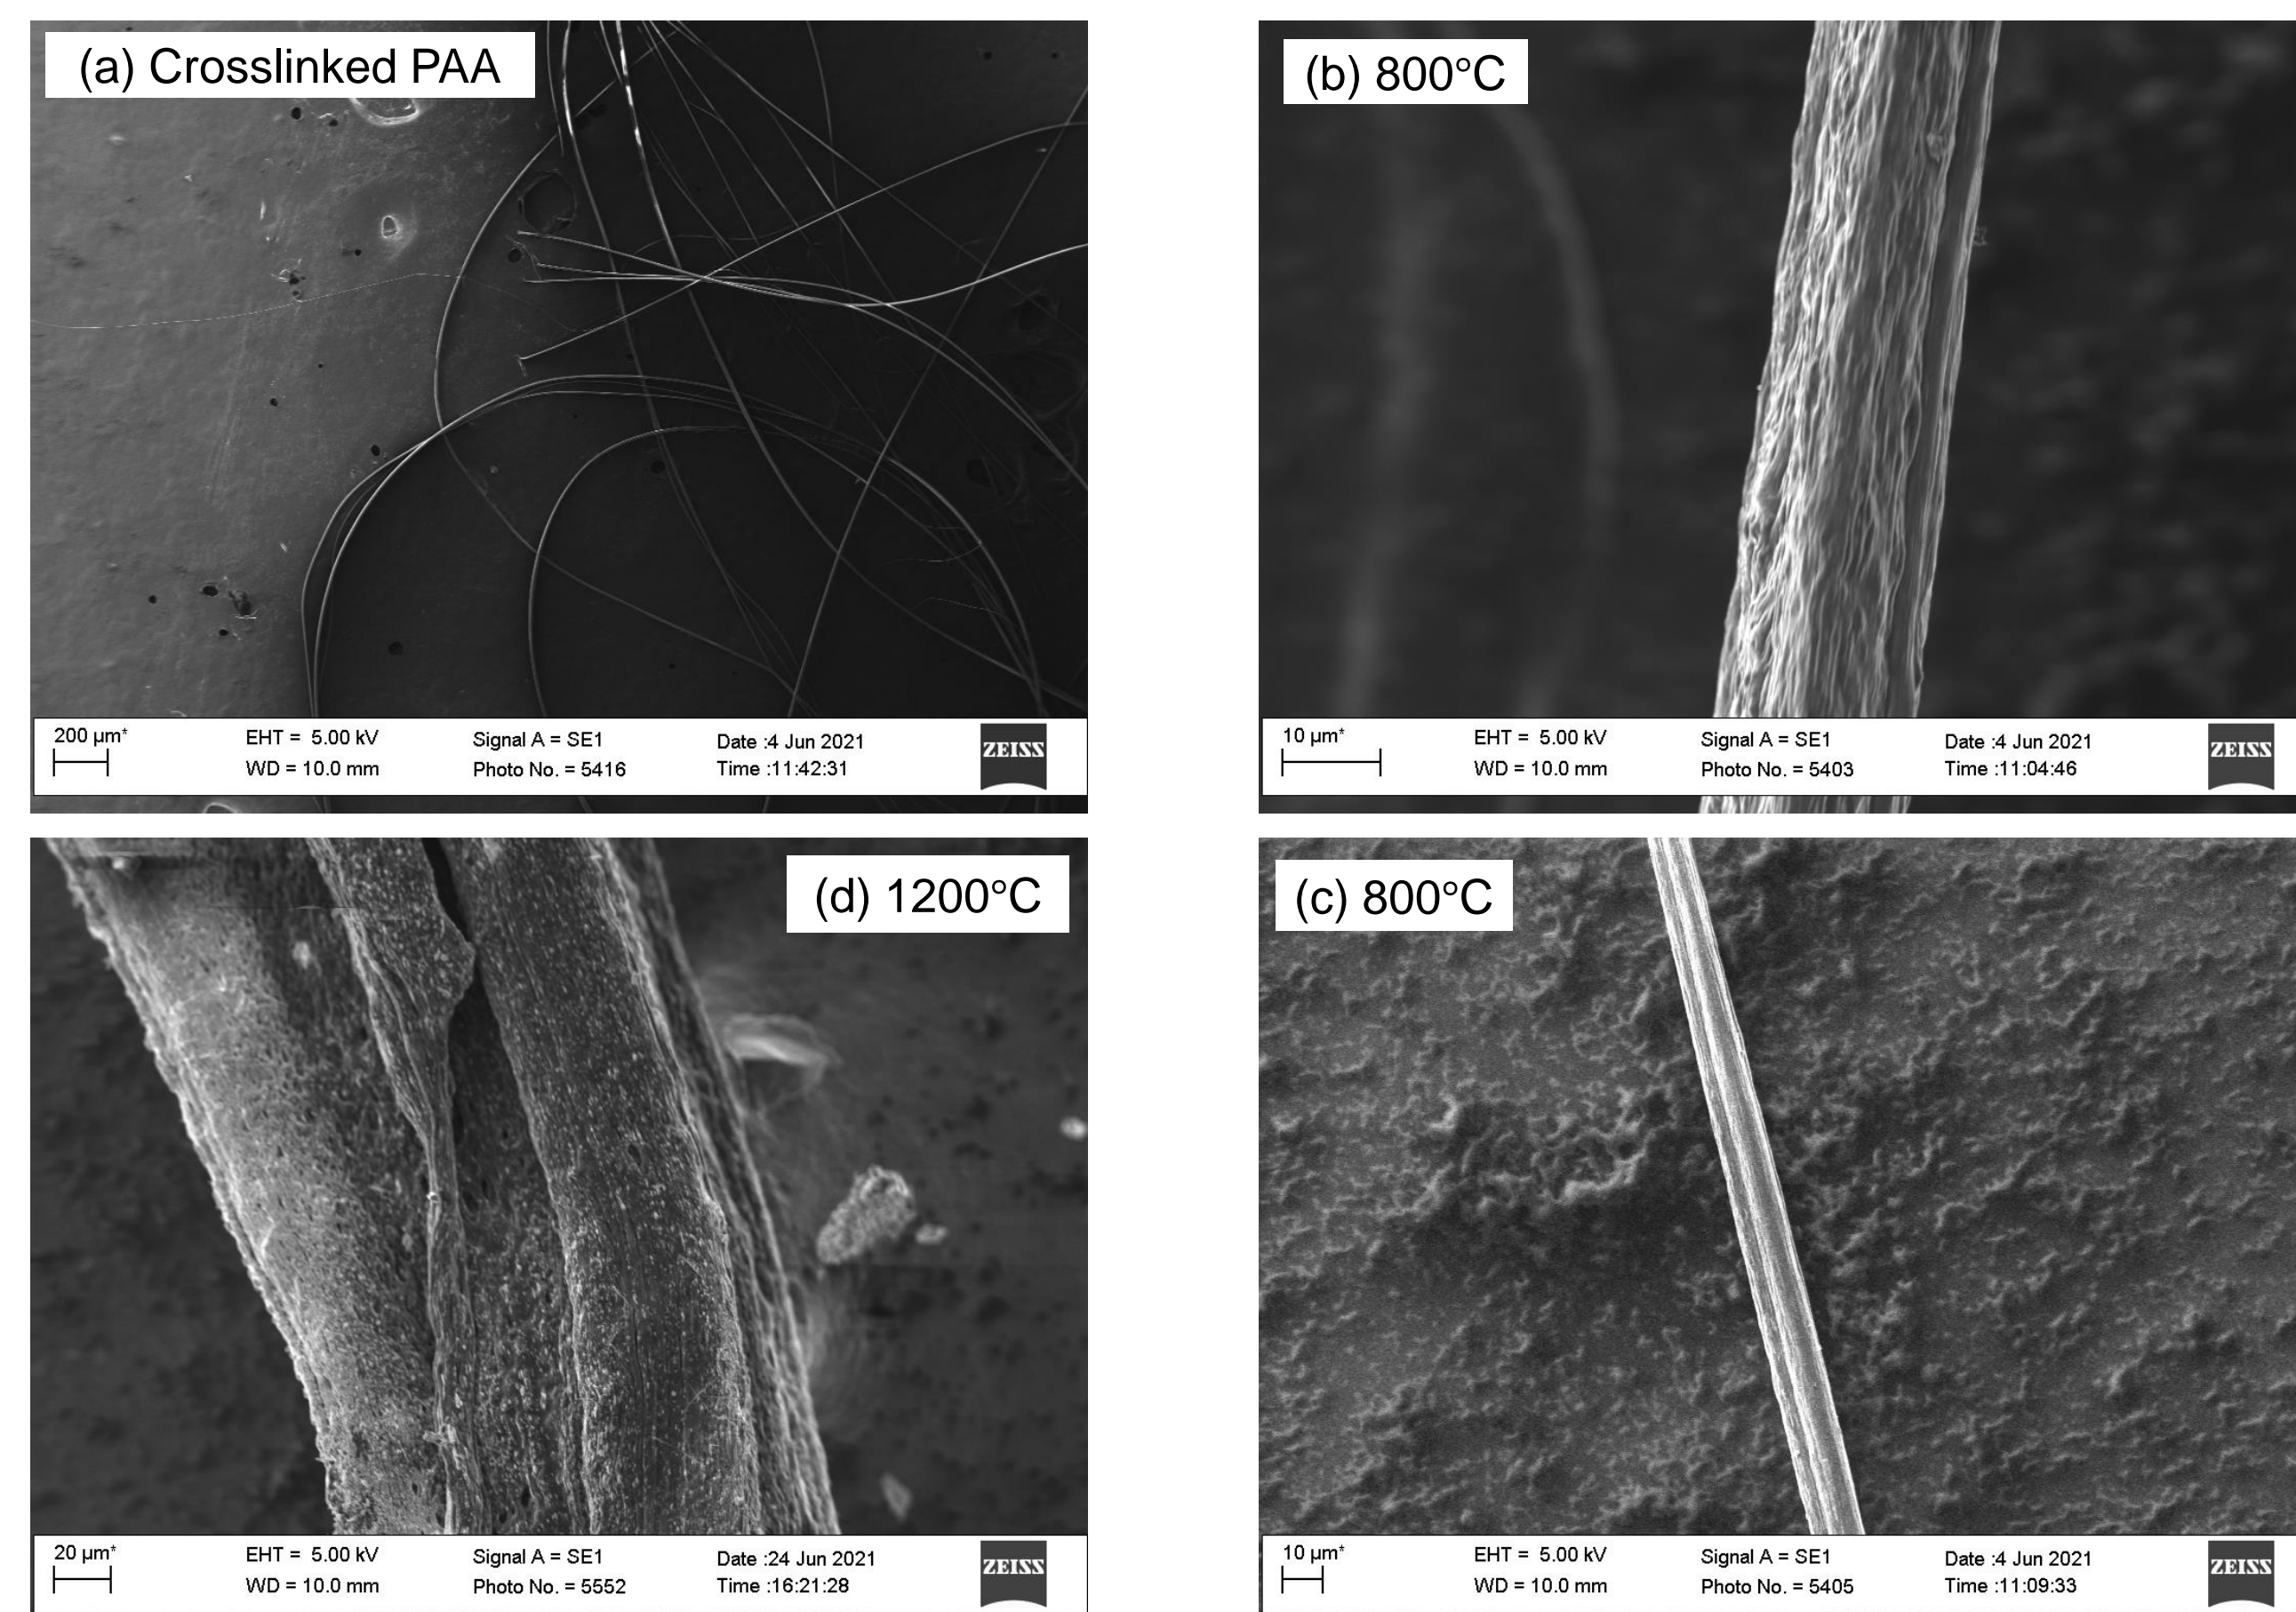 (a) Crosslinked PAA
200 µm*
EHT = 5.00 kV
WD = 10.0 mm
Signal A = SE1
Photo No. = 5416
Date :4 Jun 2021
Time :11:42:31
ZEISS
(b) 800°C
10 µm*
EHT = 5.00 kV
WD = 10.0 mm
Signal A = SE1
Photo No. = 5403
Date :4 Jun 2021
Time :11:04:46
ZEISS
(d) 1200°C
20 µm*
EHT = 5.00 kV
WD = 10.0 mm
Signal A = SE1
Photo No. = 5552
Date :24 Jun 2021
Time :16:21:28
ZEISS
(c) 800°C
10 µm*
EHT = 5.00 kV
WD = 10.0 mm
Signal A = SE1
Photo No. = 5405
Date :4 Jun 2021
Time :11:09:33
ZEISS